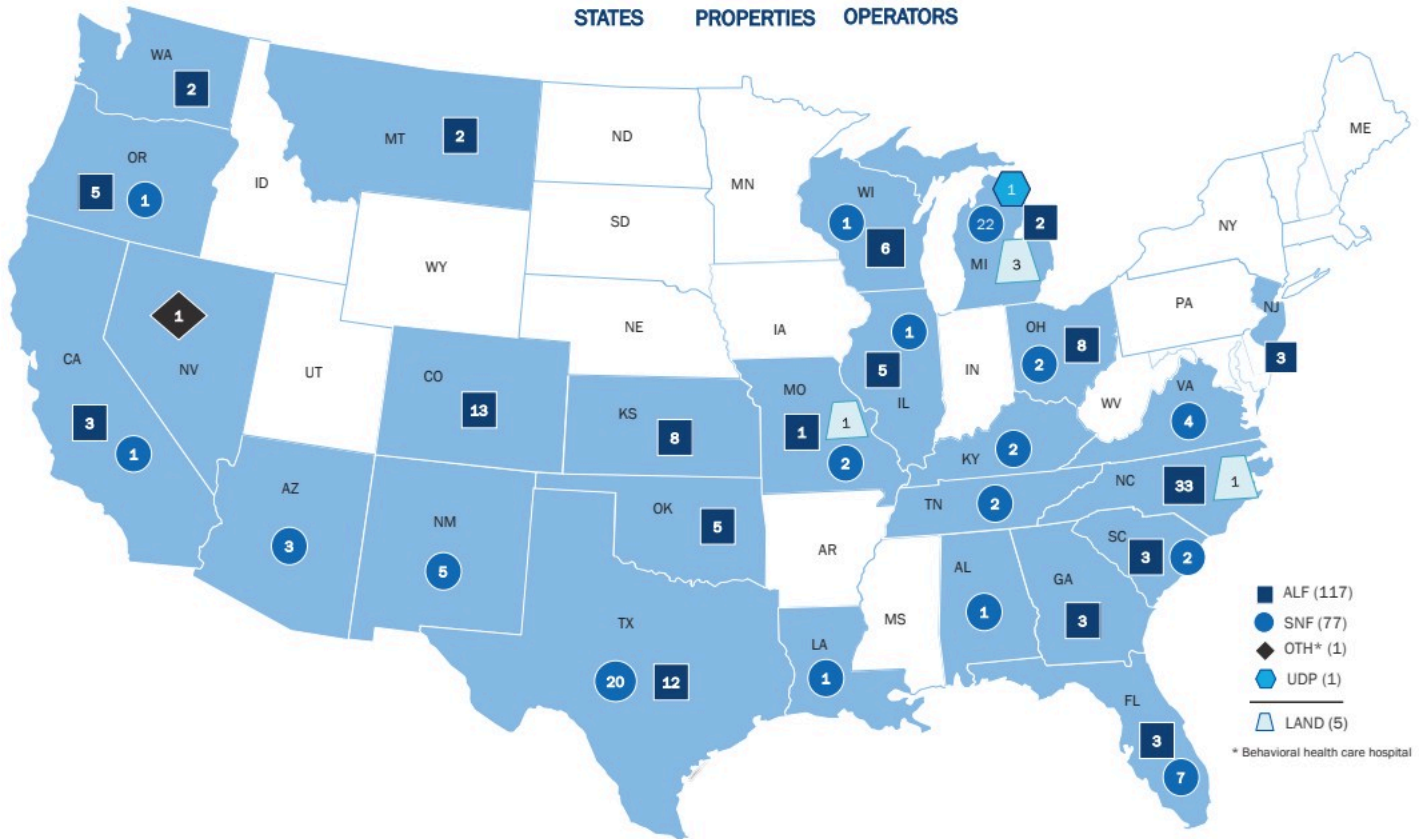 STATES PROPERTIES OPERATORS
WA
2
MT
2
ND
MN
ME
OR
5
1
ID
SD
WI
1
6
1
22
2
MI
3
NY
WY
NE
IA
PA
NJ
3
CA
3
1
1
NV
UT
CO
13
KS
8
MO
1
1
2
1
5
IL
IN
OH
2
8
WV
VA
4
KY
2
AZ
3
NM
5
OK
5
AR
TN
2
NC
33
1
SC
3
2
TX
20
12
LA
1
MS
AL
1
GA
3
FL
3
7
ALF (117)
SNF (77)
OTH* (1)
UDP (1)
LAND (5)
* Behavioral health care hospital